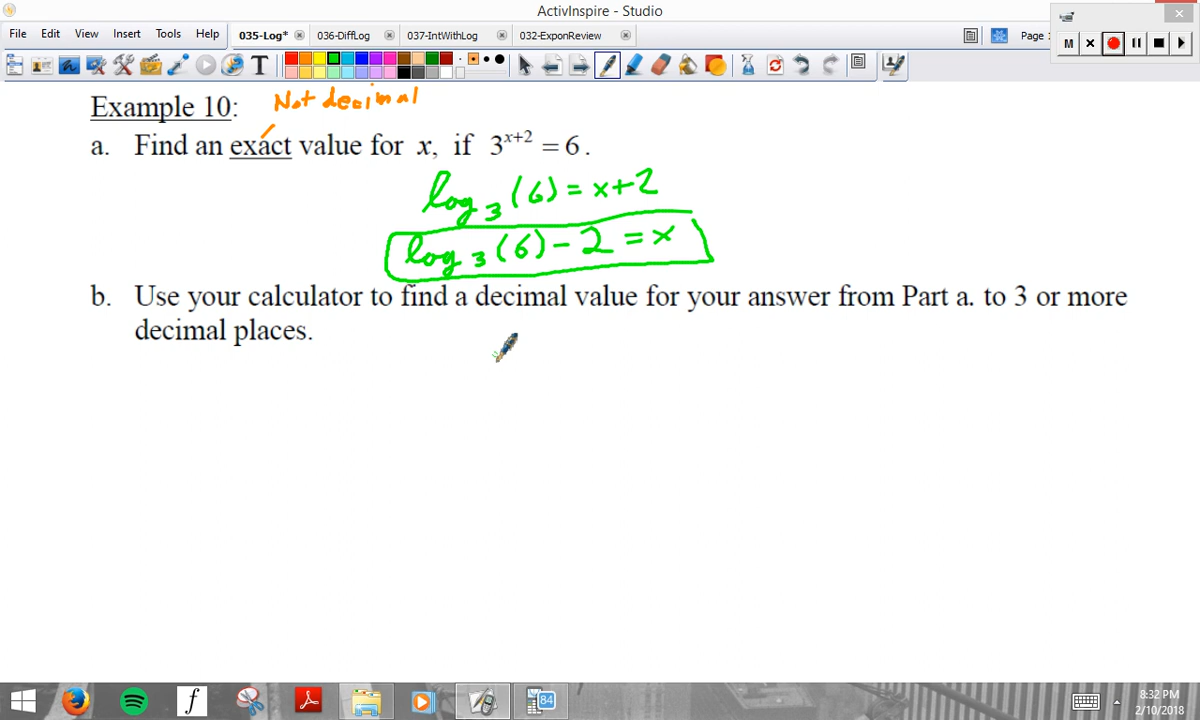 ActivInspire - Studio
File Edit View Insert Tools Help 035-Log* 036-DiffLog 037-IntWithLog 032-ExponReview Page
M
T
Example 10: Not decimal
a. Find an exact value for x, if 3^{x+2} = 6.
log₃(6) = x+2
log₃(6) - 2 = x
b. Use your calculator to find a decimal value for your answer from Part a. to 3 or more
decimal places.
f 84 8:32 PM
2/10/2018